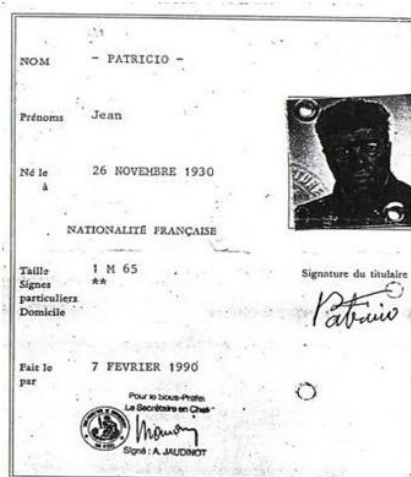 NOM - PATRICIO -
Prénoms Jean
Né le 26 NOVEMBRE 1930
à
NATIONALITÉ FRANÇAISE
Taille 1 M 65
Signes **
particuliers
Domicile
Signature du titulaire
Patricio
Fait le 7 FEVRIER 1990
par
Pour le Sous-Préfet
Le Secrétaire en Chef
Signé : A. JAUDINOT